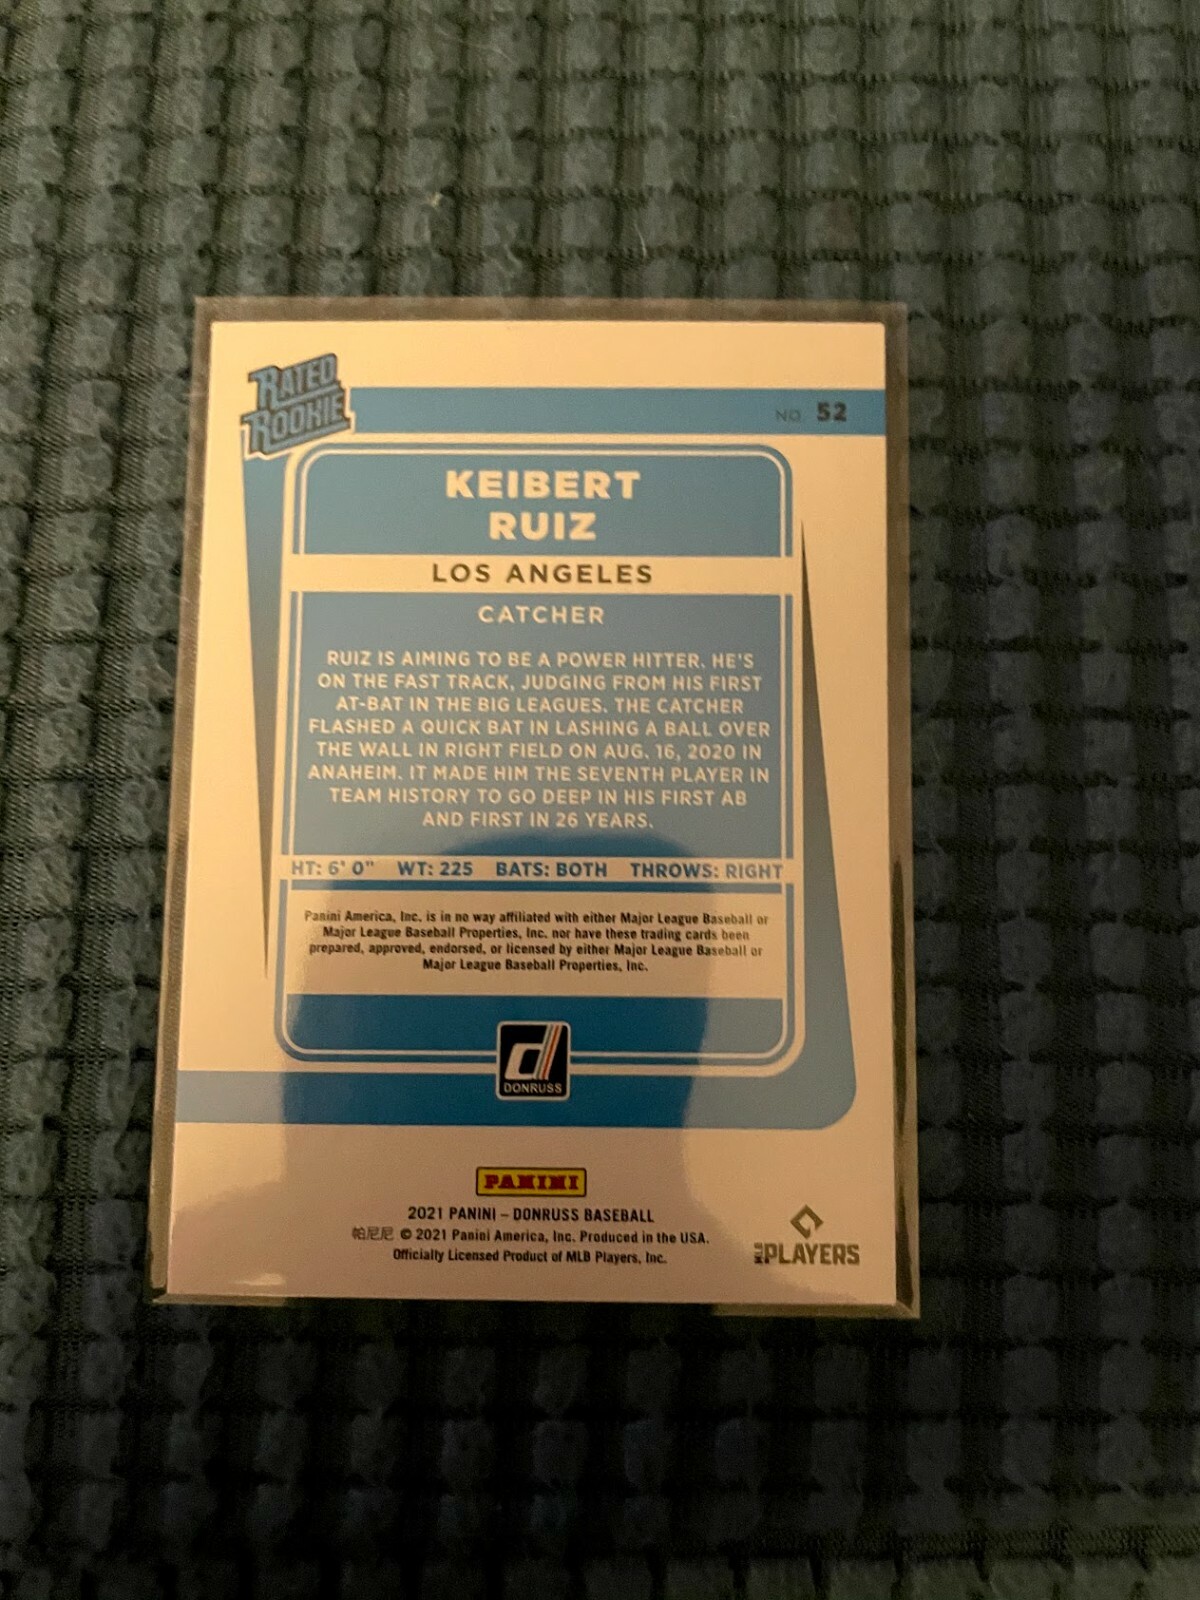 RATED
ROOKIE
NO. 52
KEIBERT
RUIZ
LOS ANGELES
CATCHER
RUIZ IS AIMING TO BE A POWER HITTER. HE'S
ON THE FAST TRACK, JUDGING FROM HIS FIRST
AT-BAT IN THE BIG LEAGUES. THE CATCHER
FLASHED A QUICK BAT IN LASHING A BALL OVER
THE WALL IN RIGHT FIELD ON AUG. 16, 2020 IN
ANAHEIM. IT MADE HIM THE SEVENTH PLAYER IN
TEAM HISTORY TO GO DEEP IN HIS FIRST AB
AND FIRST IN 26 YEARS.
HT: 6' 0" WT: 225 BATS: BOTH THROWS: RIGHT
Panini America, Inc. is in no way affiliated with either Major League Baseball or
Major League Baseball Properties, Inc. nor have these trading cards been
prepared, approved, endorsed, or licensed by either Major League Baseball or
Major League Baseball Properties, Inc.
d
DONRUSS
PANINI
2021 PANINI – DONRUSS BASEBALL
帕尼尼 © 2021 Panini America, Inc. Produced in the USA.
Officially Licensed Product of MLB Players, Inc.
MLB PLAYERS